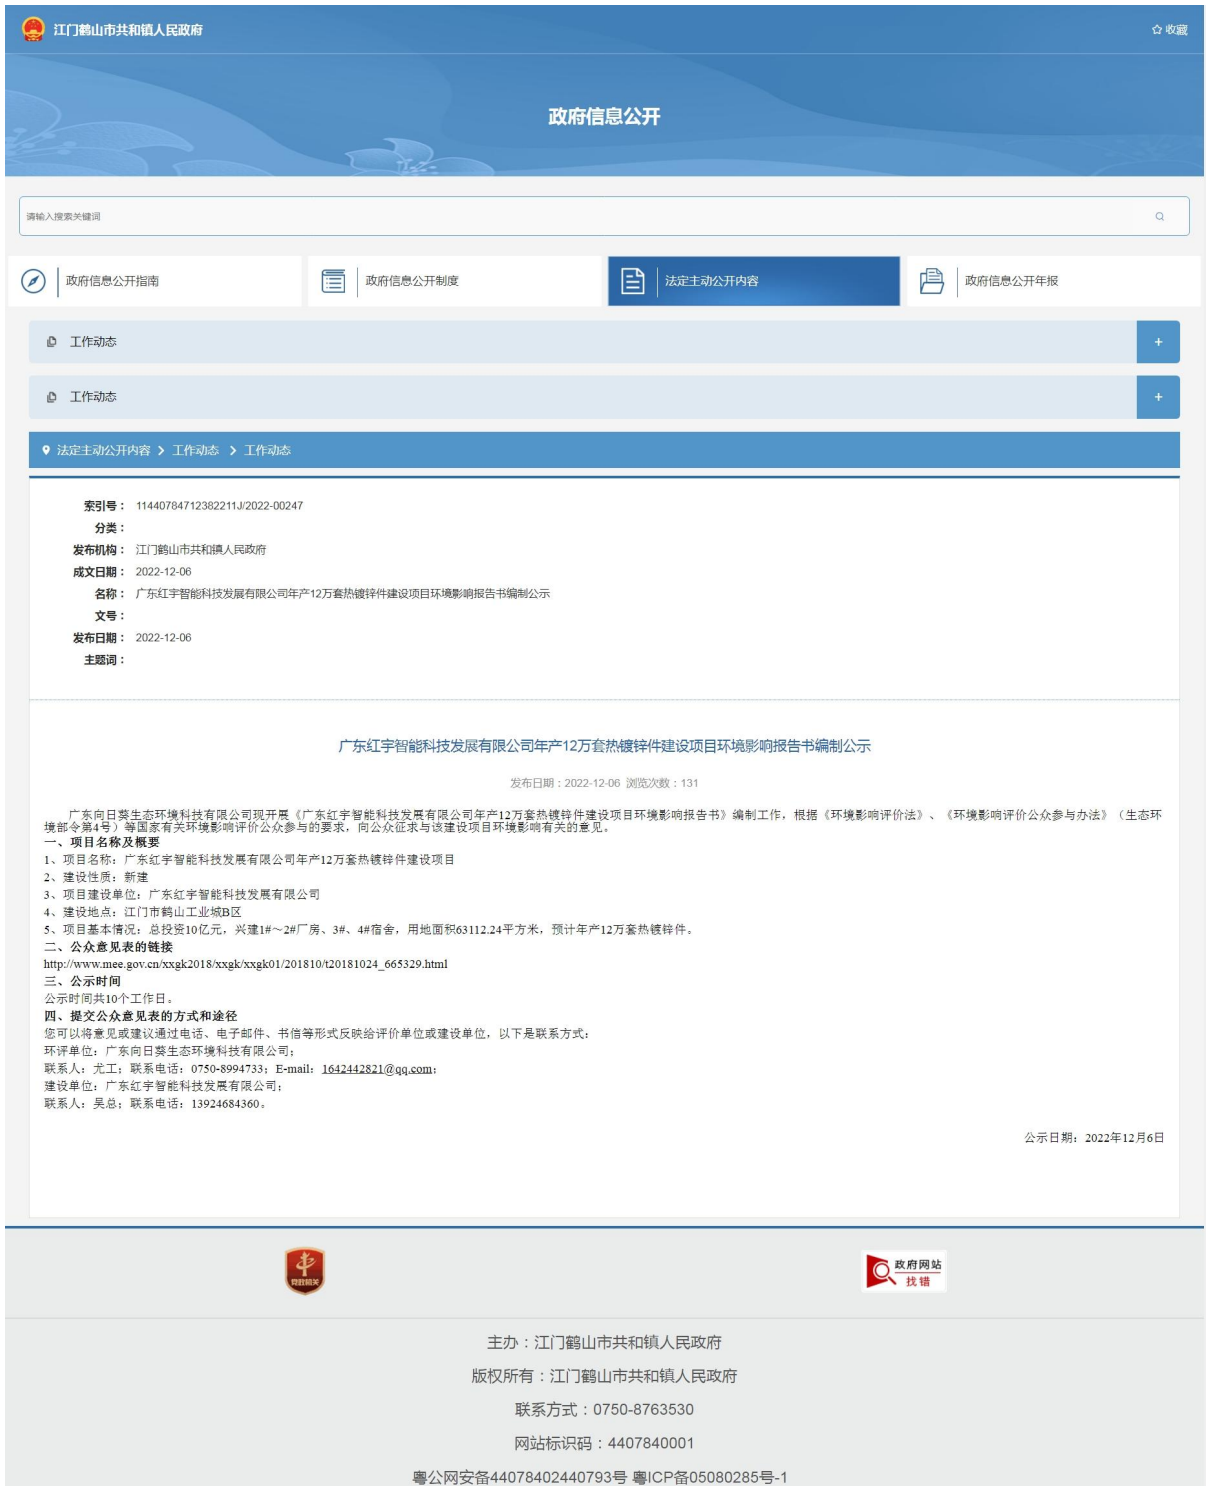 江门鹤山市共和镇人民政府
收藏
政府信息公开
请输入搜索关键词
政府信息公开指南
政府信息公开制度
法定主动公开内容
政府信息公开年报
工作动态
+
工作动态
+
法定主动公开内容 > 工作动态 > 工作动态
索引号： 11440784712382211J/2022-00247
分类：
发布机构： 江门鹤山市共和镇人民政府
成文日期： 2022-12-06
名称： 广东红宇智能科技发展有限公司年产12万套热镀锌件建设项目环境影响报告书编制公示
文号：
发布日期： 2022-12-06
主题词：
广东红宇智能科技发展有限公司年产12万套热镀锌件建设项目环境影响报告书编制公示
发布日期：2022-12-06 浏览次数：131
广东向日葵生态环境科技有限公司现开展《广东红宇智能科技发展有限公司年产12万套热镀锌件建设项目环境影响报告书》编制工作，根据《环境影响评价法》、《环境影响评价公众参与办法》（生态环
境部令第4号）等国家有关环境影响评价公众参与的要求，向公众征求与该建设项目环境影响有关的意见。
一、项目名称及概要
1、项目名称：广东红宇智能科技发展有限公司年产12万套热镀锌件建设项目
2、建设性质：新建
3、项目建设单位：广东红宇智能科技发展有限公司
4、建设地点：江门市鹤山工业城B区
5、项目基本情况：总投资10亿元，兴建1#～2#厂房、3#、4#宿舍，用地面积63112.24平方米，预计年产12万套热镀锌件。
二、公众意见表的链接
http://www.mee.gov.cn/xxgk2018/xxgk/xxgk01/201810/t20181024_665329.html
三、公示时间
公示时间共10个工作日。
四、提交公众意见表的方式和途径
您可以将意见或建议通过电话、电子邮件、书信等形式反映给评价单位或建设单位，以下是联系方式：
环评单位：广东向日葵生态环境科技有限公司；
联系人：尤工；联系电话：0750-8994733；E-mail：1642442821@qq.com；
建设单位：广东红宇智能科技发展有限公司；
联系人：吴总；联系电话：13924684360。
公示日期：2022年12月6日
党政机关
政府网站
找错
主办：江门鹤山市共和镇人民政府
版权所有：江门鹤山市共和镇人民政府
联系方式：0750-8763530
网站标识码：4407840001
粤公网安备44078402440793号 粤ICP备05080285号-1